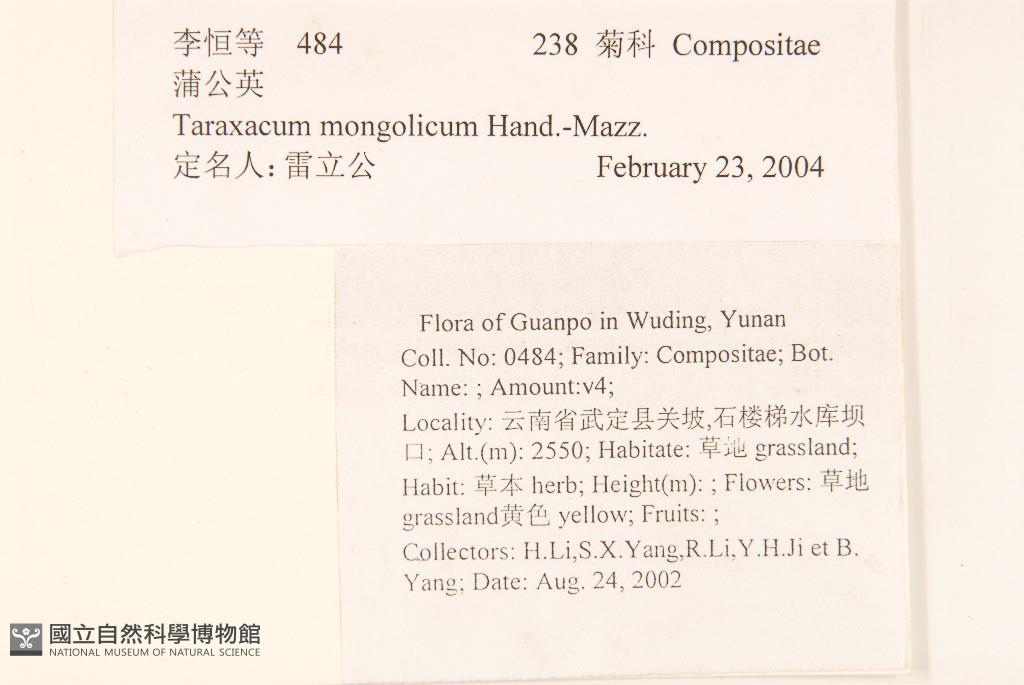 李恒等 484 238 菊科 Compositae
蒲公英
Taraxacum mongolicum Hand.-Mazz.
定名人: 雷立公 February 23, 2004
Flora of Guanpo in Wuding, Yunan
Coll. No: 0484; Family: Compositae; Bot.
Name: ; Amount:v4;
Locality: 云南省武定县关坡,石楼梯水库坝
口; Alt.(m): 2550; Habitate: 草地 grassland;
Habit: 草本 herb; Height(m): ; Flowers: 草地
grassland黄色 yellow; Fruits: ;
Collectors: H.Li,S.X.Yang,R.Li,Y.H.Ji et B.
Yang; Date: Aug. 24, 2002
國立自然科學博物館
NATIONAL MUSEUM OF NATURAL SCIENCE